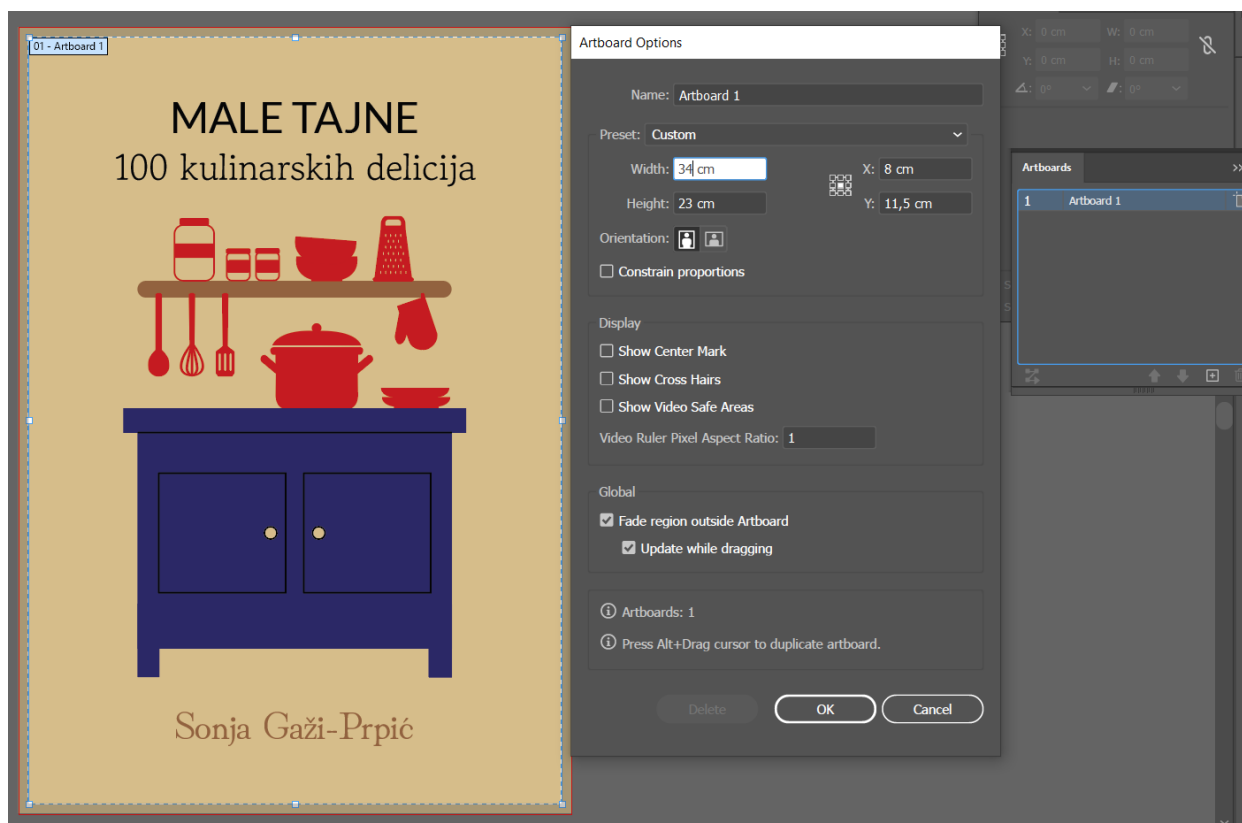 01 - Artboard 1
MALE TAJNE
100 kulinarskih delicija
Sonja Gaži-Prpić
Artboard Options
Name: Artboard 1
Preset: Custom
Width: 34 cm X: 8 cm
Height: 23 cm Y: 11,5 cm
Orientation:
Constrain proportions
Display
Show Center Mark
Show Cross Hairs
Show Video Safe Areas
Video Ruler Pixel Aspect Ratio: 1
Global
Fade region outside Artboard
Update while dragging
Artboards: 1
Press Alt+Drag cursor to duplicate artboard.
Delete OK Cancel
X: 0 cm W: 0 cm
Y: 0 cm H: 0 cm
0° 0°
Artboards
1 Artboard 1